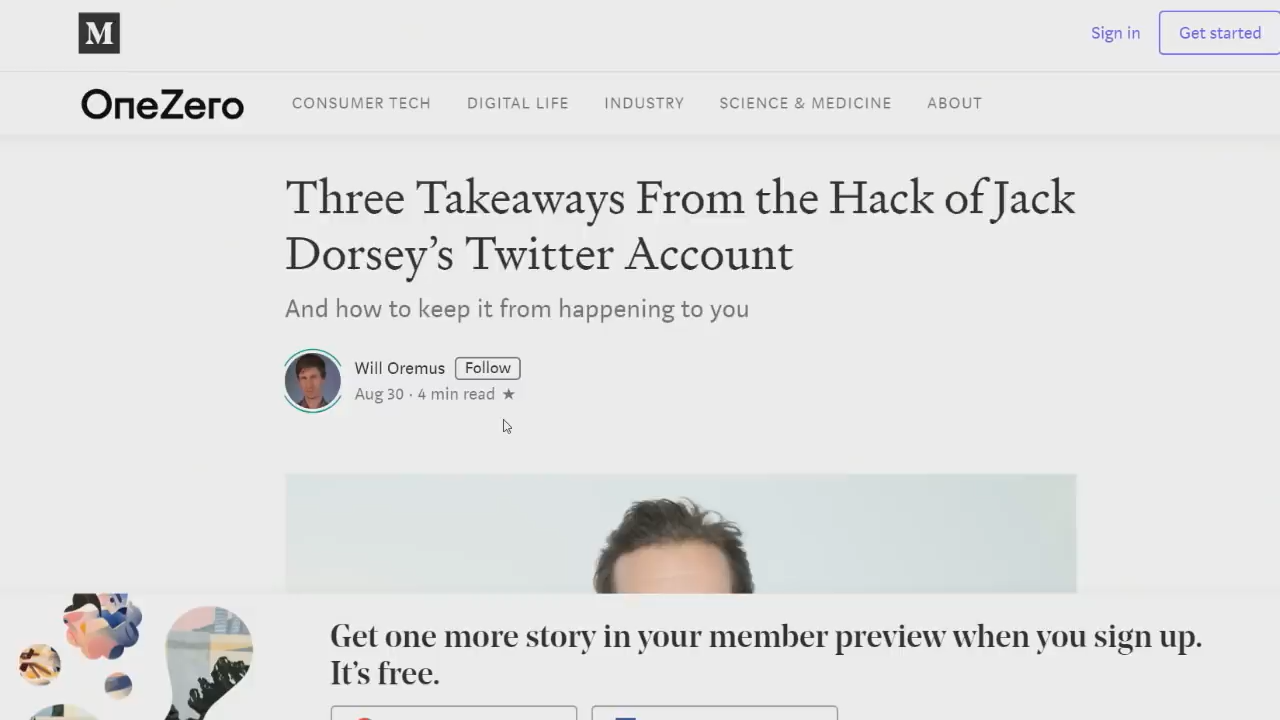 M
Sign in
Get started
OneZero
CONSUMER TECH
DIGITAL LIFE
INDUSTRY
SCIENCE & MEDICINE
ABOUT
Three Takeaways From the Hack of Jack
Dorsey’s Twitter Account
And how to keep it from happening to you
Will Oremus
Follow
Aug 30 · 4 min read ★
Get one more story in your member preview when you sign up.
It’s free.